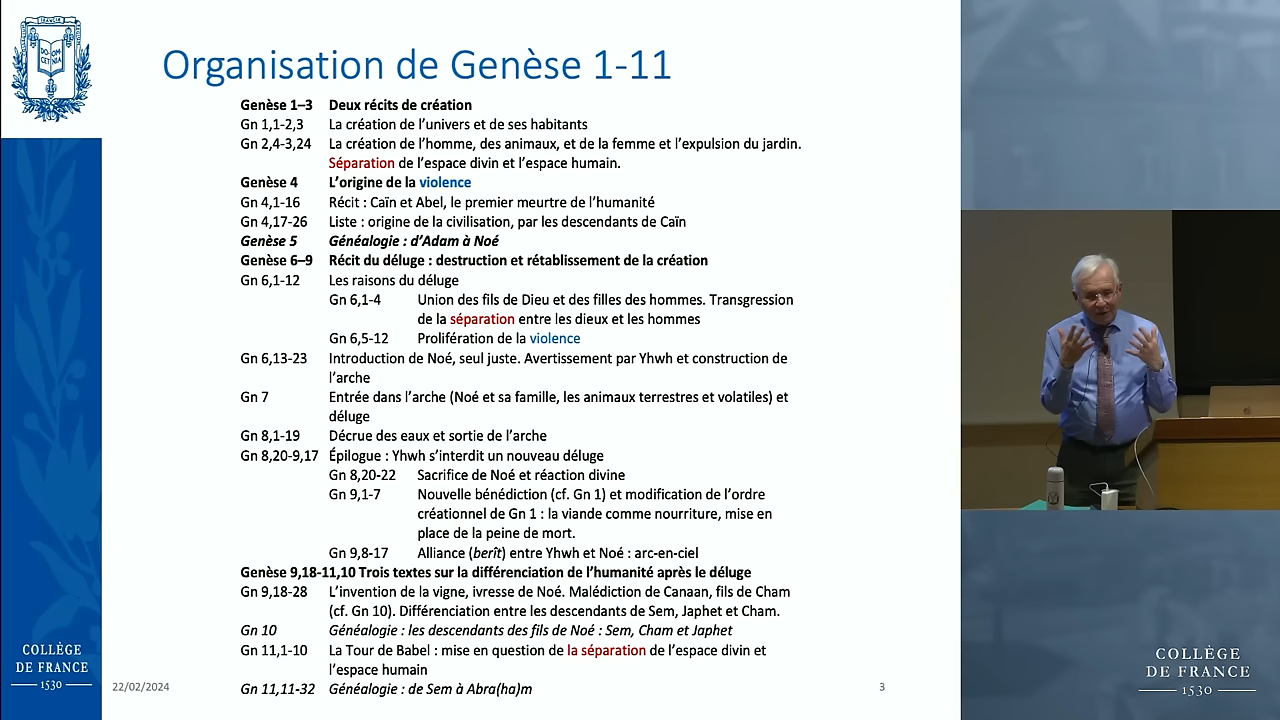 Organisation de Genèse 1-11
Genèse 1–3 Deux récits de création
Gn 1,1-2,3 La création de l'univers et de ses habitants
Gn 2,4-3,24 La création de l'homme, des animaux, et de la femme et l'expulsion du jardin.
Séparation de l'espace divin et l'espace humain.
Genèse 4 L'origine de la violence
Gn 4,1-16 Récit : Caïn et Abel, le premier meurtre de l'humanité
Gn 4,17-26 Liste : origine de la civilisation, par les descendants de Caïn
Genèse 5 Généalogie : d'Adam à Noé
Genèse 6–9 Récit du déluge : destruction et rétablissement de la création
Gn 6,1-12 Les raisons du déluge
Gn 6,1-4 Union des fils de Dieu et des filles des hommes. Transgression
de la séparation entre les dieux et les hommes
Gn 6,5-12 Prolifération de la violence
Gn 6,13-23 Introduction de Noé, seul juste. Avertissement par Yhwh et construction de
l'arche
Gn 7 Entrée dans l'arche (Noé et sa famille, les animaux terrestres et volatiles) et
déluge
Gn 8,1-19 Décrue des eaux et sortie de l'arche
Gn 8,20-9,17 Épilogue : Yhwh s'interdit un nouveau déluge
Gn 8,20-22 Sacrifice de Noé et réaction divine
Gn 9,1-7 Nouvelle bénédiction (cf. Gn 1) et modification de l'ordre
créationnel de Gn 1 : la viande comme nourriture, mise en
place de la peine de mort.
Gn 9,8-17 Alliance (berît) entre Yhwh et Noé : arc-en-ciel
Genèse 9,18-11,10 Trois textes sur la différenciation de l'humanité après le déluge
Gn 9,18-28 L'invention de la vigne, ivresse de Noé. Malédiction de Canaan, fils de Cham
(cf. Gn 10). Différenciation entre les descendants de Sem, Japhet et Cham.
Gn 10 Généalogie : les descendants des fils de Noé : Sem, Cham et Japhet
Gn 11,1-10 La Tour de Babel : mise en question de la séparation de l'espace divin et
l'espace humain
Gn 11,11-32 Généalogie : de Sem à Abra(ha)m
22/02/2024
3
COLLÈGE
DE FRANCE
1530
COLLÈGE
DE FRANCE
1530